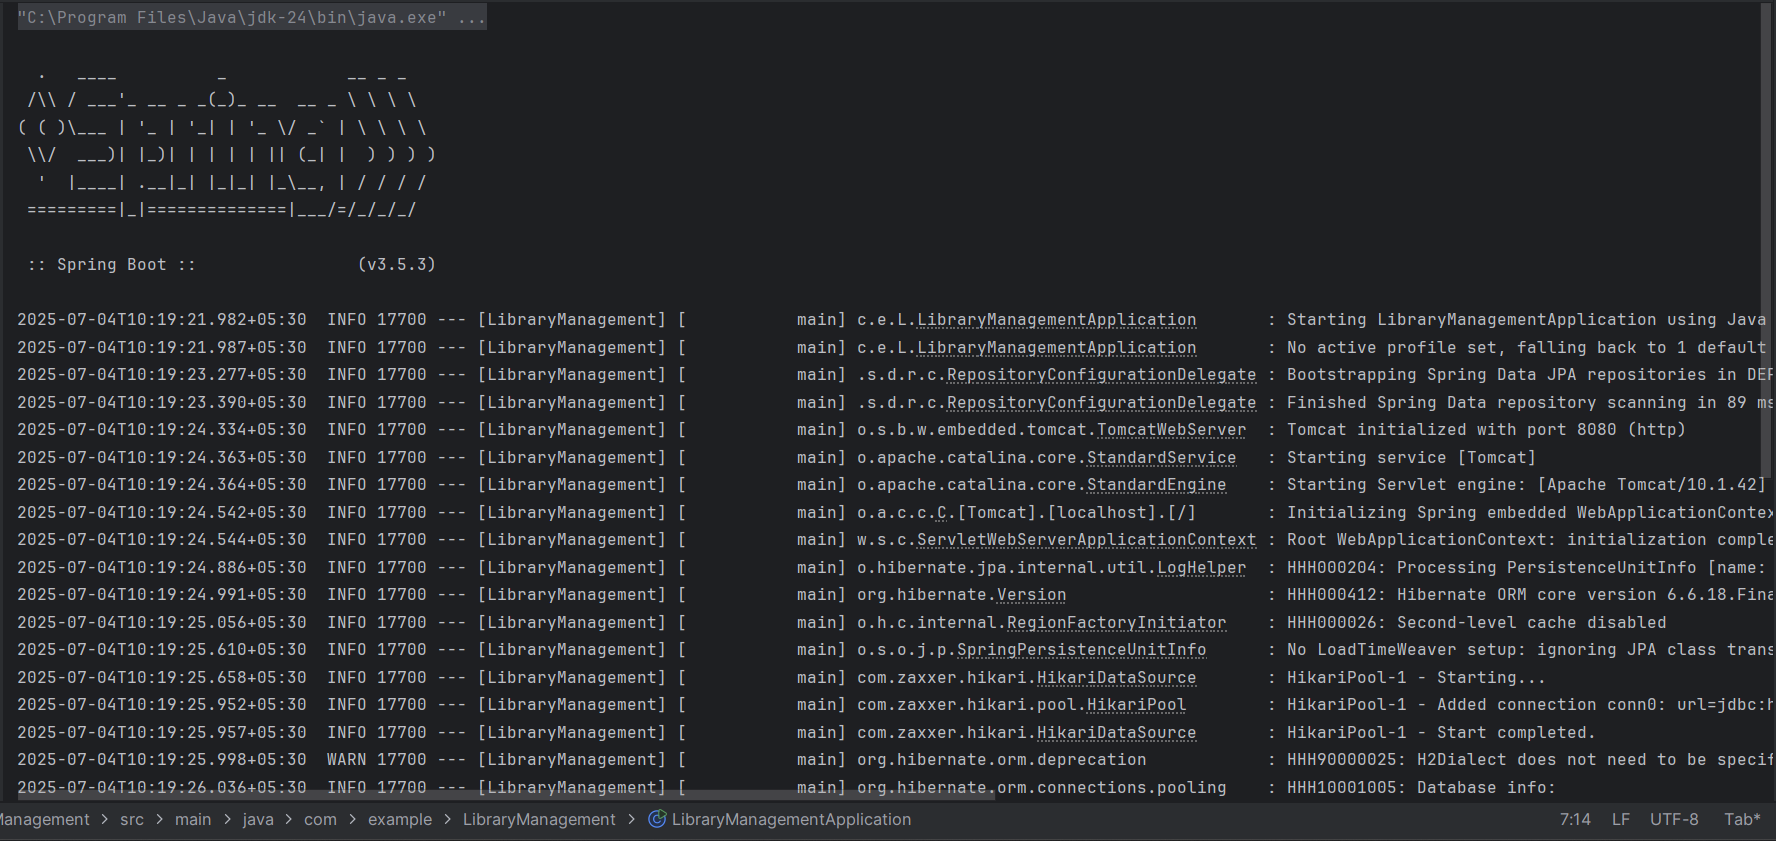 "C:\Program Files\Java\jdk-24\bin\java.exe" ...
  .   ____          _            __ _ _
 /\\ / ___'_ __ _ _(_)_ __  __ _ \ \ \ \
( ( )\___ | '_ | '_| | '_ \/ _` | \ \ \ \
 \\/  ___)| |_)| | | | | || (_| |  ) ) ) )
  '  |____| .__|_| |_|_| |_\__, | / / / /
 =========|_|==============|___/=/_/_/_/
 :: Spring Boot ::                (v3.5.3)
2025-07-04T10:19:21.982+05:30  INFO 17700 --- [LibraryManagement] [           main] c.e.L.LibraryManagementApplication       : Starting LibraryManagementApplication using Java
2025-07-04T10:19:21.987+05:30  INFO 17700 --- [LibraryManagement] [           main] c.e.L.LibraryManagementApplication       : No active profile set, falling back to 1 default
2025-07-04T10:19:23.277+05:30  INFO 17700 --- [LibraryManagement] [           main] .s.d.r.c.RepositoryConfigurationDelegate : Bootstrapping Spring Data JPA repositories in DEF
2025-07-04T10:19:23.390+05:30  INFO 17700 --- [LibraryManagement] [           main] .s.d.r.c.RepositoryConfigurationDelegate : Finished Spring Data repository scanning in 89 ms
2025-07-04T10:19:24.334+05:30  INFO 17700 --- [LibraryManagement] [           main] o.s.b.w.embedded.tomcat.TomcatWebServer  : Tomcat initialized with port 8080 (http)
2025-07-04T10:19:24.363+05:30  INFO 17700 --- [LibraryManagement] [           main] o.apache.catalina.core.StandardService   : Starting service [Tomcat]
2025-07-04T10:19:24.364+05:30  INFO 17700 --- [LibraryManagement] [           main] o.apache.catalina.core.StandardEngine    : Starting Servlet engine: [Apache Tomcat/10.1.42]
2025-07-04T10:19:24.542+05:30  INFO 17700 --- [LibraryManagement] [           main] o.a.c.c.C.[Tomcat].[localhost].[/]       : Initializing Spring embedded WebApplicationContex
2025-07-04T10:19:24.544+05:30  INFO 17700 --- [LibraryManagement] [           main] w.s.c.ServletWebServerApplicationContext : Root WebApplicationContext: initialization comple
2025-07-04T10:19:24.886+05:30  INFO 17700 --- [LibraryManagement] [           main] o.hibernate.jpa.internal.util.LogHelper  : HHH000204: Processing PersistenceUnitInfo [name:
2025-07-04T10:19:24.991+05:30  INFO 17700 --- [LibraryManagement] [           main] org.hibernate.Version                    : HHH000412: Hibernate ORM core version 6.6.18.Fina
2025-07-04T10:19:25.056+05:30  INFO 17700 --- [LibraryManagement] [           main] o.h.c.internal.RegionFactoryInitiator    : HHH000026: Second-level cache disabled
2025-07-04T10:19:25.610+05:30  INFO 17700 --- [LibraryManagement] [           main] o.s.o.j.p.SpringPersistenceUnitInfo      : No LoadTimeWeaver setup: ignoring JPA class trans
2025-07-04T10:19:25.658+05:30  INFO 17700 --- [LibraryManagement] [           main] com.zaxxer.hikari.HikariDataSource       : HikariPool-1 - Starting...
2025-07-04T10:19:25.952+05:30  INFO 17700 --- [LibraryManagement] [           main] com.zaxxer.hikari.pool.HikariPool        : HikariPool-1 - Added connection conn0: url=jdbc:h
2025-07-04T10:19:25.957+05:30  INFO 17700 --- [LibraryManagement] [           main] com.zaxxer.hikari.HikariDataSource       : HikariPool-1 - Start completed.
2025-07-04T10:19:25.998+05:30  WARN 17700 --- [LibraryManagement] [           main] org.hibernate.orm.deprecation            : HHH90000025: H2Dialect does not need to be specif
2025-07-04T10:19:26.036+05:30  INFO 17700 --- [LibraryManagement] [           main] org.hibernate.orm.connections.pooling    : HHH10001005: Database info:
Management > src > main > java > com > example > LibraryManagement > LibraryManagementApplication 7:14 LF UTF-8 Tab*